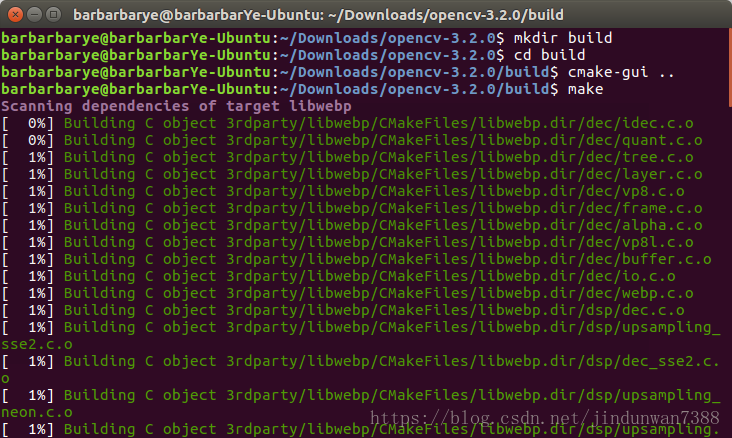 barbarbarye@barbarbarYe-Ubuntu: ~/Downloads/opencv-3.2.0/build
barbarbarye@barbarbarYe-Ubuntu:~/Downloads/opencv-3.2.0$ mkdir build
barbarbarye@barbarbarYe-Ubuntu:~/Downloads/opencv-3.2.0$ cd build
barbarbarye@barbarbarYe-Ubuntu:~/Downloads/opencv-3.2.0/build$ cmake-gui ..
barbarbarye@barbarbarYe-Ubuntu:~/Downloads/opencv-3.2.0/build$ make
Scanning dependencies of target libwebp
[  0%] Building C object 3rdparty/libwebp/CMakeFiles/libwebp.dir/dec/idec.c.o
[  0%] Building C object 3rdparty/libwebp/CMakeFiles/libwebp.dir/dec/quant.c.o
[  1%] Building C object 3rdparty/libwebp/CMakeFiles/libwebp.dir/dec/tree.c.o
[  1%] Building C object 3rdparty/libwebp/CMakeFiles/libwebp.dir/dec/layer.c.o
[  1%] Building C object 3rdparty/libwebp/CMakeFiles/libwebp.dir/dec/vp8.c.o
[  1%] Building C object 3rdparty/libwebp/CMakeFiles/libwebp.dir/dec/frame.c.o
[  1%] Building C object 3rdparty/libwebp/CMakeFiles/libwebp.dir/dec/alpha.c.o
[  1%] Building C object 3rdparty/libwebp/CMakeFiles/libwebp.dir/dec/vp8l.c.o
[  1%] Building C object 3rdparty/libwebp/CMakeFiles/libwebp.dir/dec/buffer.c.o
[  1%] Building C object 3rdparty/libwebp/CMakeFiles/libwebp.dir/dec/io.c.o
[  1%] Building C object 3rdparty/libwebp/CMakeFiles/libwebp.dir/dec/webp.c.o
[  1%] Building C object 3rdparty/libwebp/CMakeFiles/libwebp.dir/dsp/dec.c.o
[  1%] Building C object 3rdparty/libwebp/CMakeFiles/libwebp.dir/dsp/upsampling_
sse2.c.o
[  1%] Building C object 3rdparty/libwebp/CMakeFiles/libwebp.dir/dsp/dec_sse2.c.
o
[  1%] Building C object 3rdparty/libwebp/CMakeFiles/libwebp.dir/dsp/upsampling_
neon.c.o
[  1%] Building C object 3rdparty/libwebp/CMakeFiles/libwebp.dir/dsp/upsampling.
https://blog.csdn.net/jindunwan7388